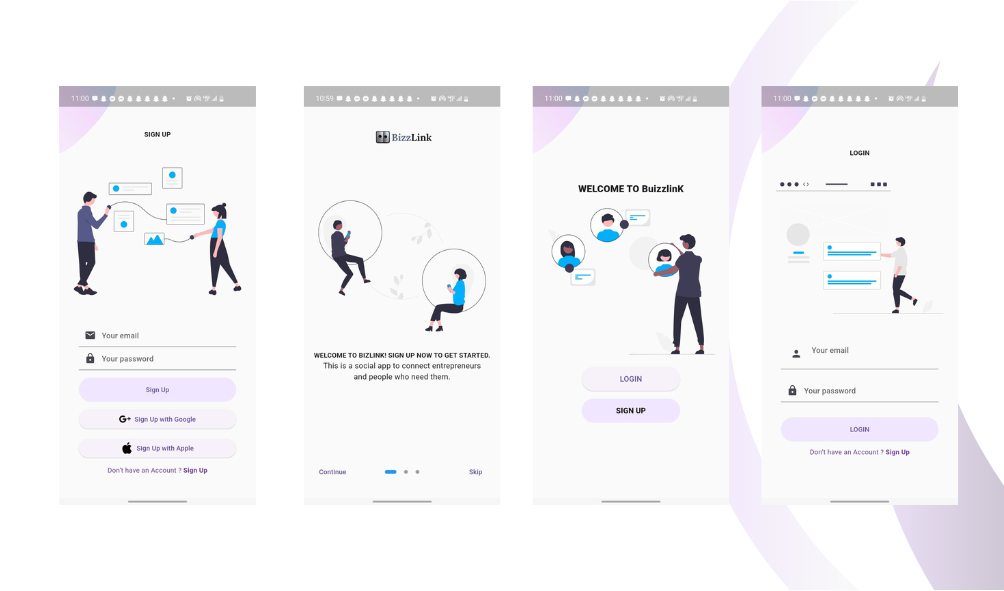 11:00
SIGN UP
Your email
Your password
Sign Up
G+ Sign Up with Google
Sign Up with Apple
Don't have an Account ? Sign Up
10:59
BizzLink
WELCOME TO BIZLINK! SIGN UP NOW TO GET STARTED.
This is a social app to connect entrepreneurs
and people who need them.
Continue
Skip
11:00
WELCOME TO BuizzlinK
LOGIN
SIGN UP
11:00
LOGIN
Your email
Your password
LOGIN
Don't have an Account ? Sign Up